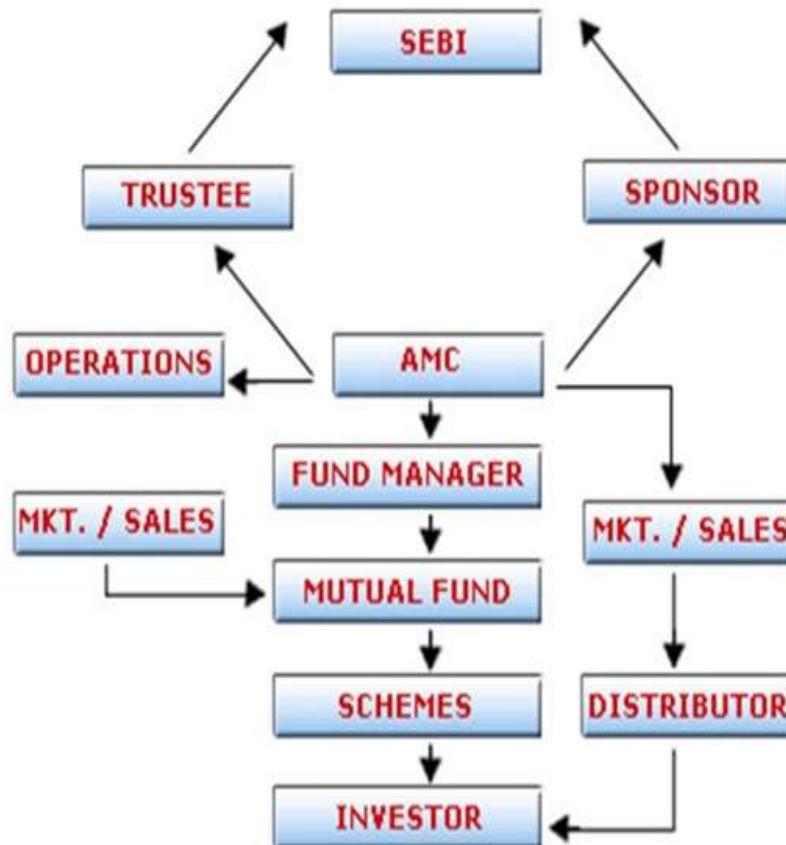 SEBI
TRUSTEE
SPONSOR
OPERATIONS
AMC
FUND MANAGER
MKT. / SALES
MKT. / SALES
MUTUAL FUND
SCHEMES
DISTRIBUTOR
INVESTOR